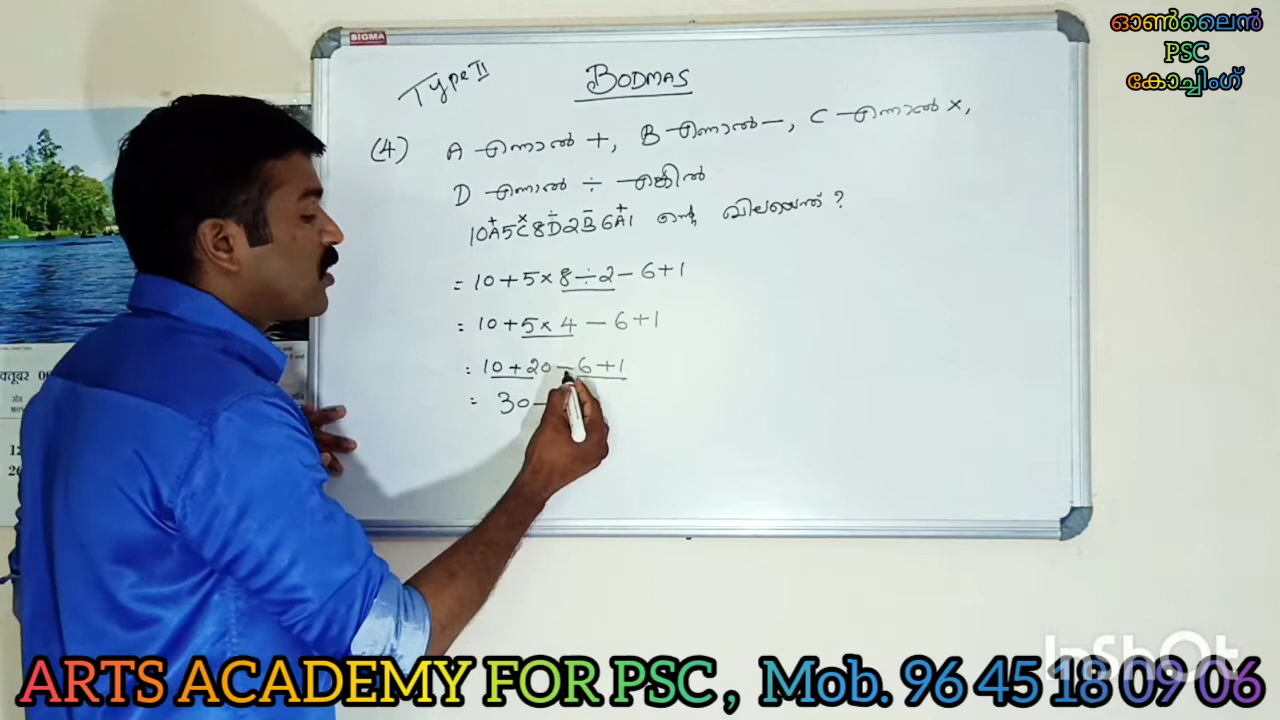 ഓൺലൈൻ
PSC
കോച്ചിംഗ്
SIGMA
Type II
BODMAS
(4) A എന്നാൽ +, B എന്നാൽ −, C എന്നാൽ ×,
D എന്നാൽ ÷ എങ്കിൽ
+ × ÷ − +
10A5C8D2B6A1 ന്റെ വിലയെന്ത് ?
= 10+5×8÷2−6+1
= 10+5×4−6+1
= 10+20−6+1
= 30−
InShOt
ARTS ACADEMY FOR PSC , Mob. 96 45 18 09 06